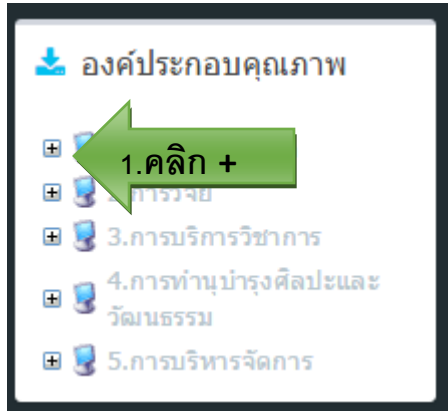 องค์ประกอบคุณภาพ
1.คลิก +
2.การวิจัย
3.การบริการวิชาการ
4.การทำนุบำรุงศิลปะและ
วัฒนธรรม
5.การบริหารจัดการ